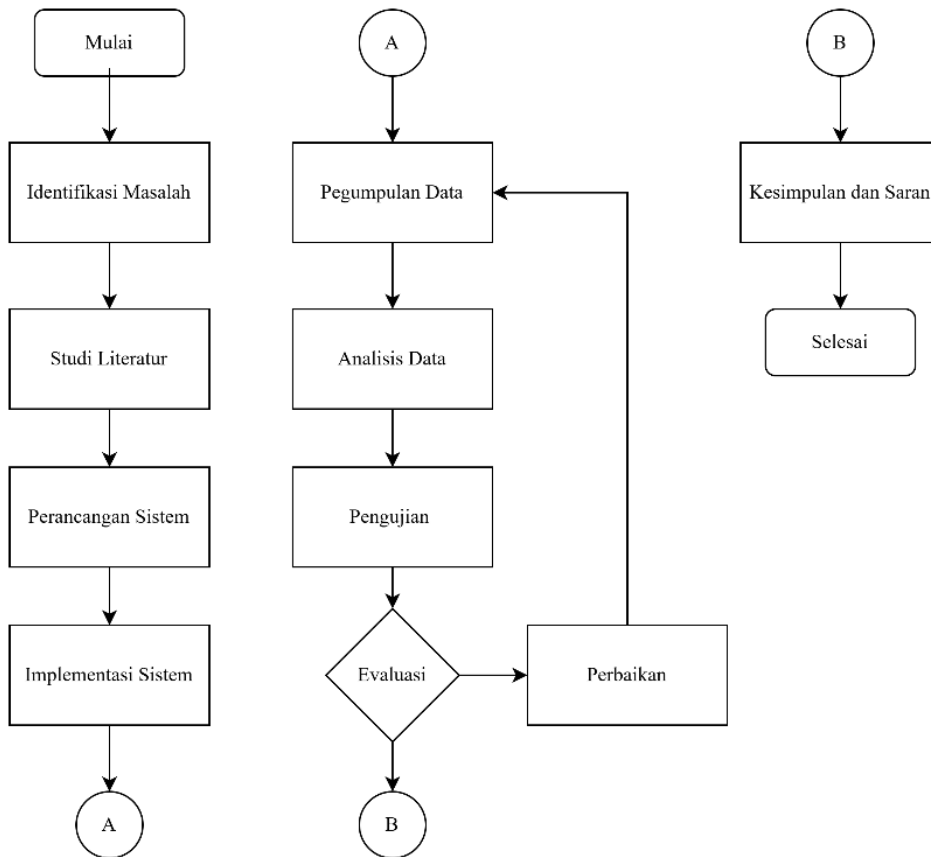 Mulai
Identifikasi Masalah
Studi Literatur
Perancangan Sistem
Implementasi Sistem
A
A
Pegumpulan Data
Analisis Data
Pengujian
Evaluasi
Perbaikan
B
B
Kesimpulan dan Saran
Selesai